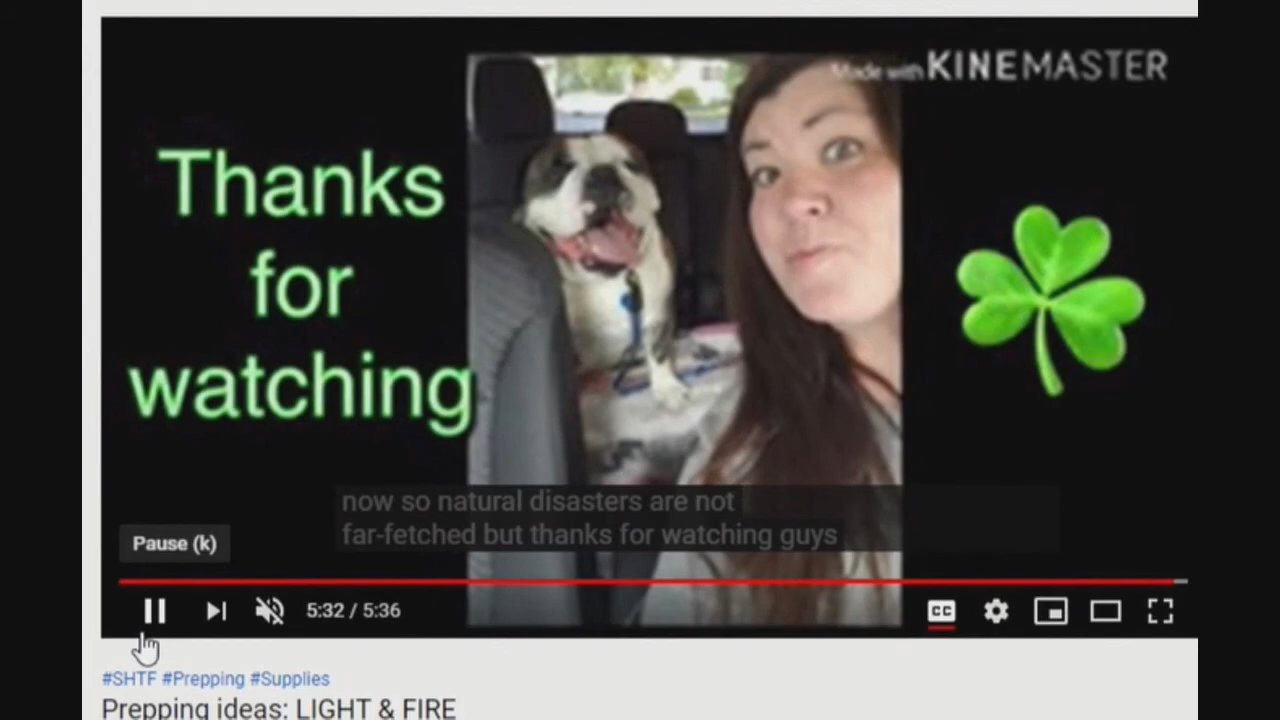 Made with KINEMASTER
Thanks
for
watching
now so natural disasters are not
far-fetched but thanks for watching guys
Pause (k)
5:32 / 5:36
CC
#SHTF #Prepping #Supplies
Prepping ideas: LIGHT & FIRE